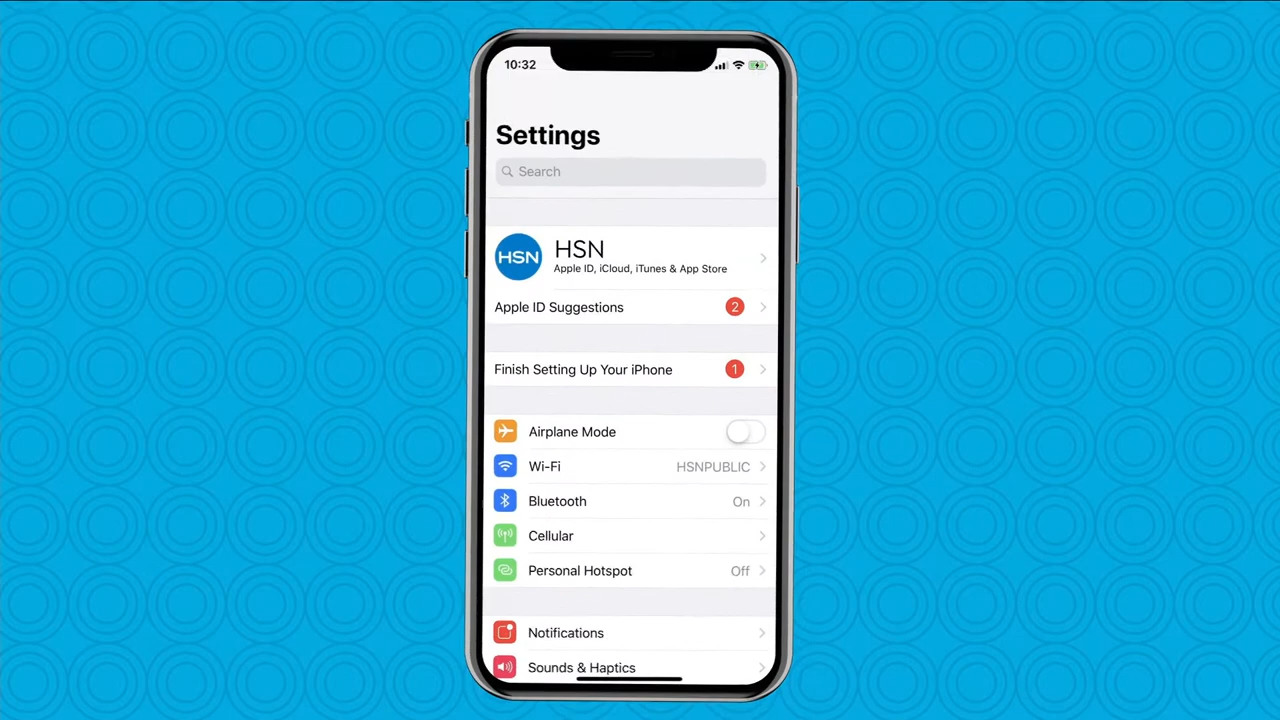 10:32
Settings
Search
HSN
HSN
Apple ID, iCloud, iTunes & App Store
Apple ID Suggestions 2
Finish Setting Up Your iPhone 1
Airplane Mode
Wi-Fi HSNPUBLIC
Bluetooth On
Cellular
Personal Hotspot Off
Notifications
Sounds & Haptics